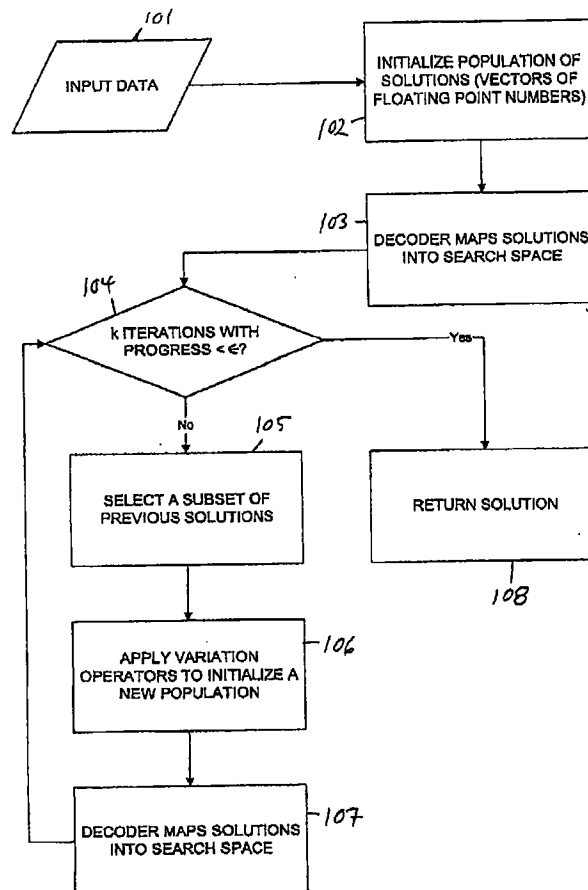 101
INPUT DATA
INITIALIZE POPULATION OF
SOLUTIONS (VECTORS OF
FLOATING POINT NUMBERS)
102
103
DECODER MAPS SOLUTIONS
INTO SEARCH SPACE
104
k ITERATIONS WITH
PROGRESS < ∈?
Yes
No
105
SELECT A SUBSET OF
PREVIOUS SOLUTIONS
RETURN SOLUTION
108
106
APPLY VARIATION
OPERATORS TO INITIALIZE A
NEW POPULATION
107
DECODER MAPS SOLUTIONS
INTO SEARCH SPACE